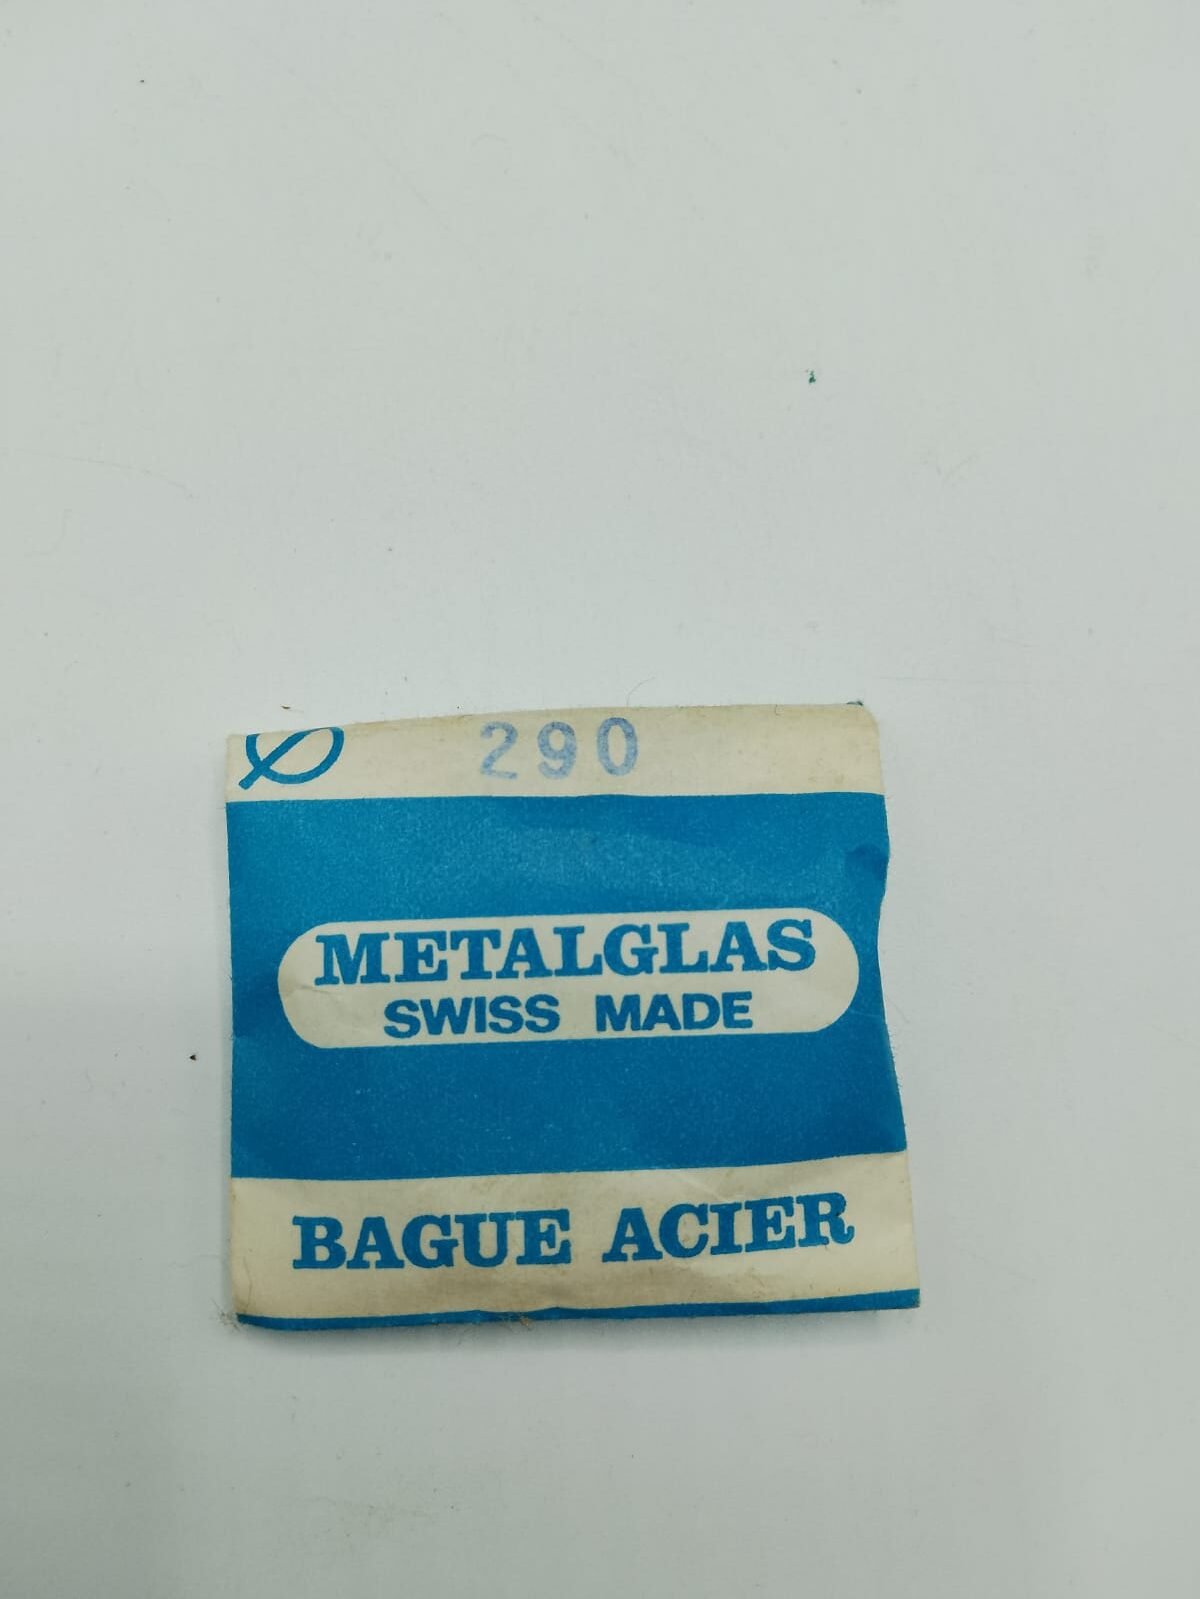 Ø 290
METALGLAS
SWISS MADE
BAGUE ACIER